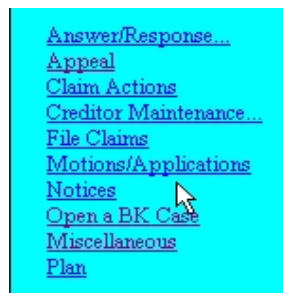 Answer/Response...
Appeal
Claim Actions
Creditor Maintenance...
File Claims
Motions/Applications
Notices
Open a BK Case
Miscellaneous
Plan